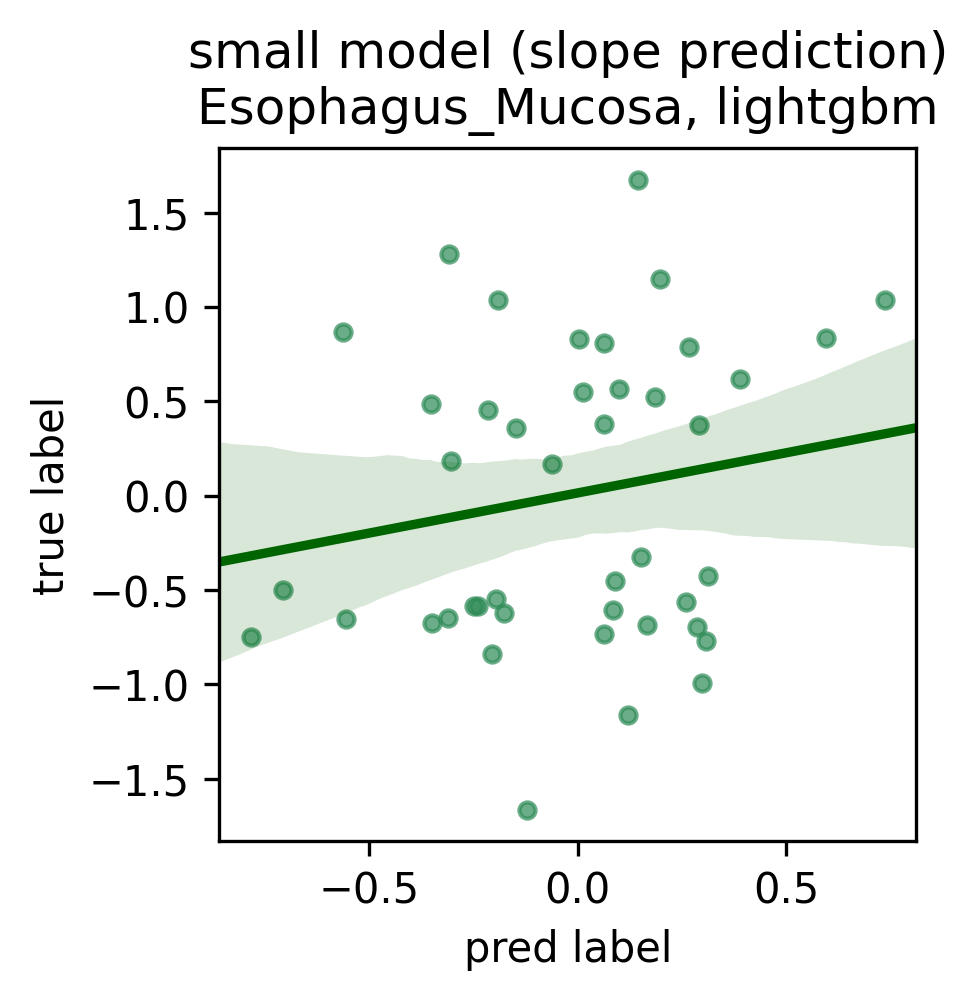 small model (slope prediction)
Esophagus_Mucosa, lightgbm
1.5
1.0
0.5
0.0
−0.5
−1.0
−1.5
true label
−0.5
0.0
0.5
pred label